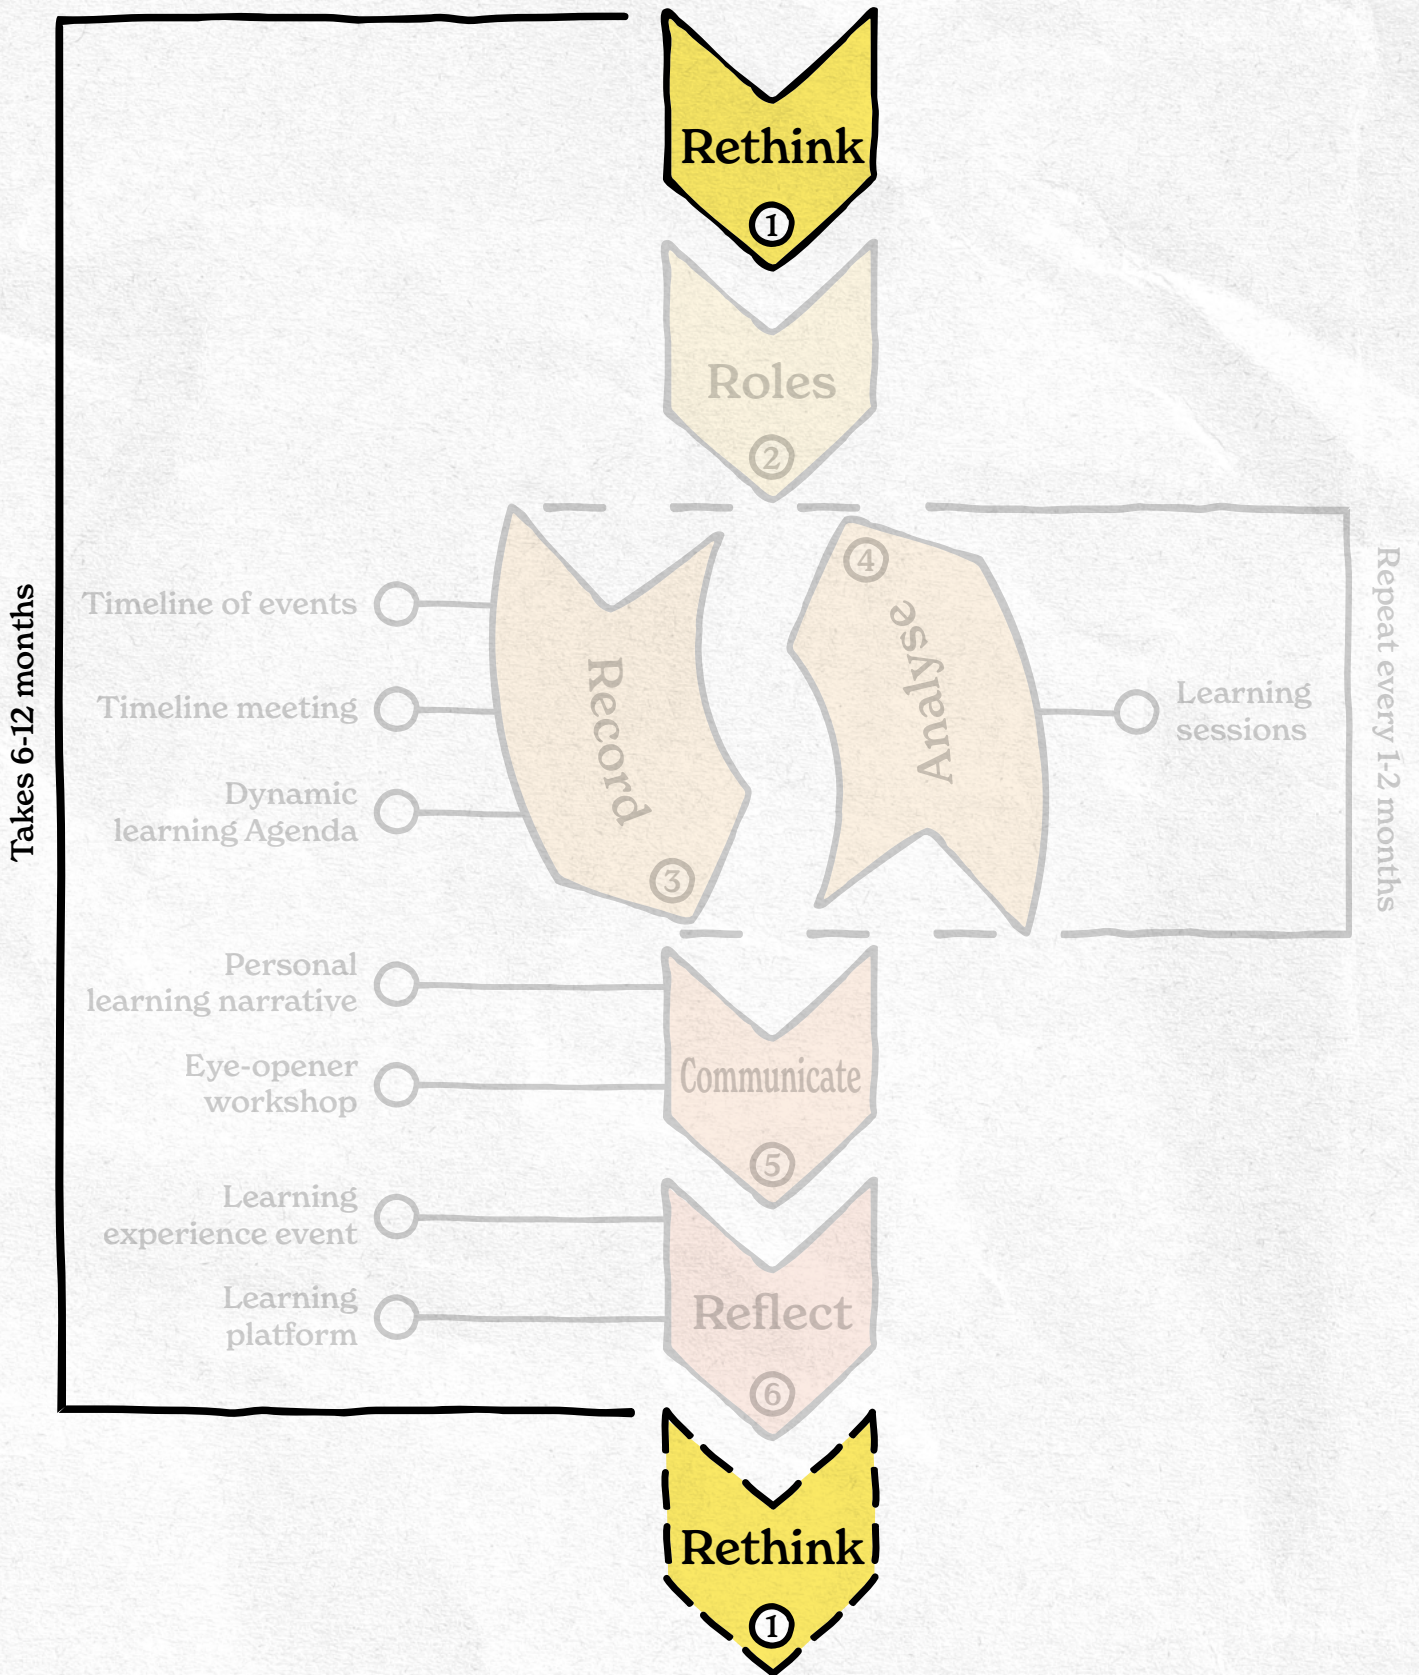 Rethink
1
Roles
2
Takes 6-12 months
Timeline of events
Timeline meeting
Dynamic
learning Agenda
Record
3
4
Analyse
Learning
sessions
Repeat every 1-2 months
Personal
learning narrative
Eye-opener
workshop
Communicate
5
Learning
experience event
Learning
platform
Reflect
6
Rethink
1